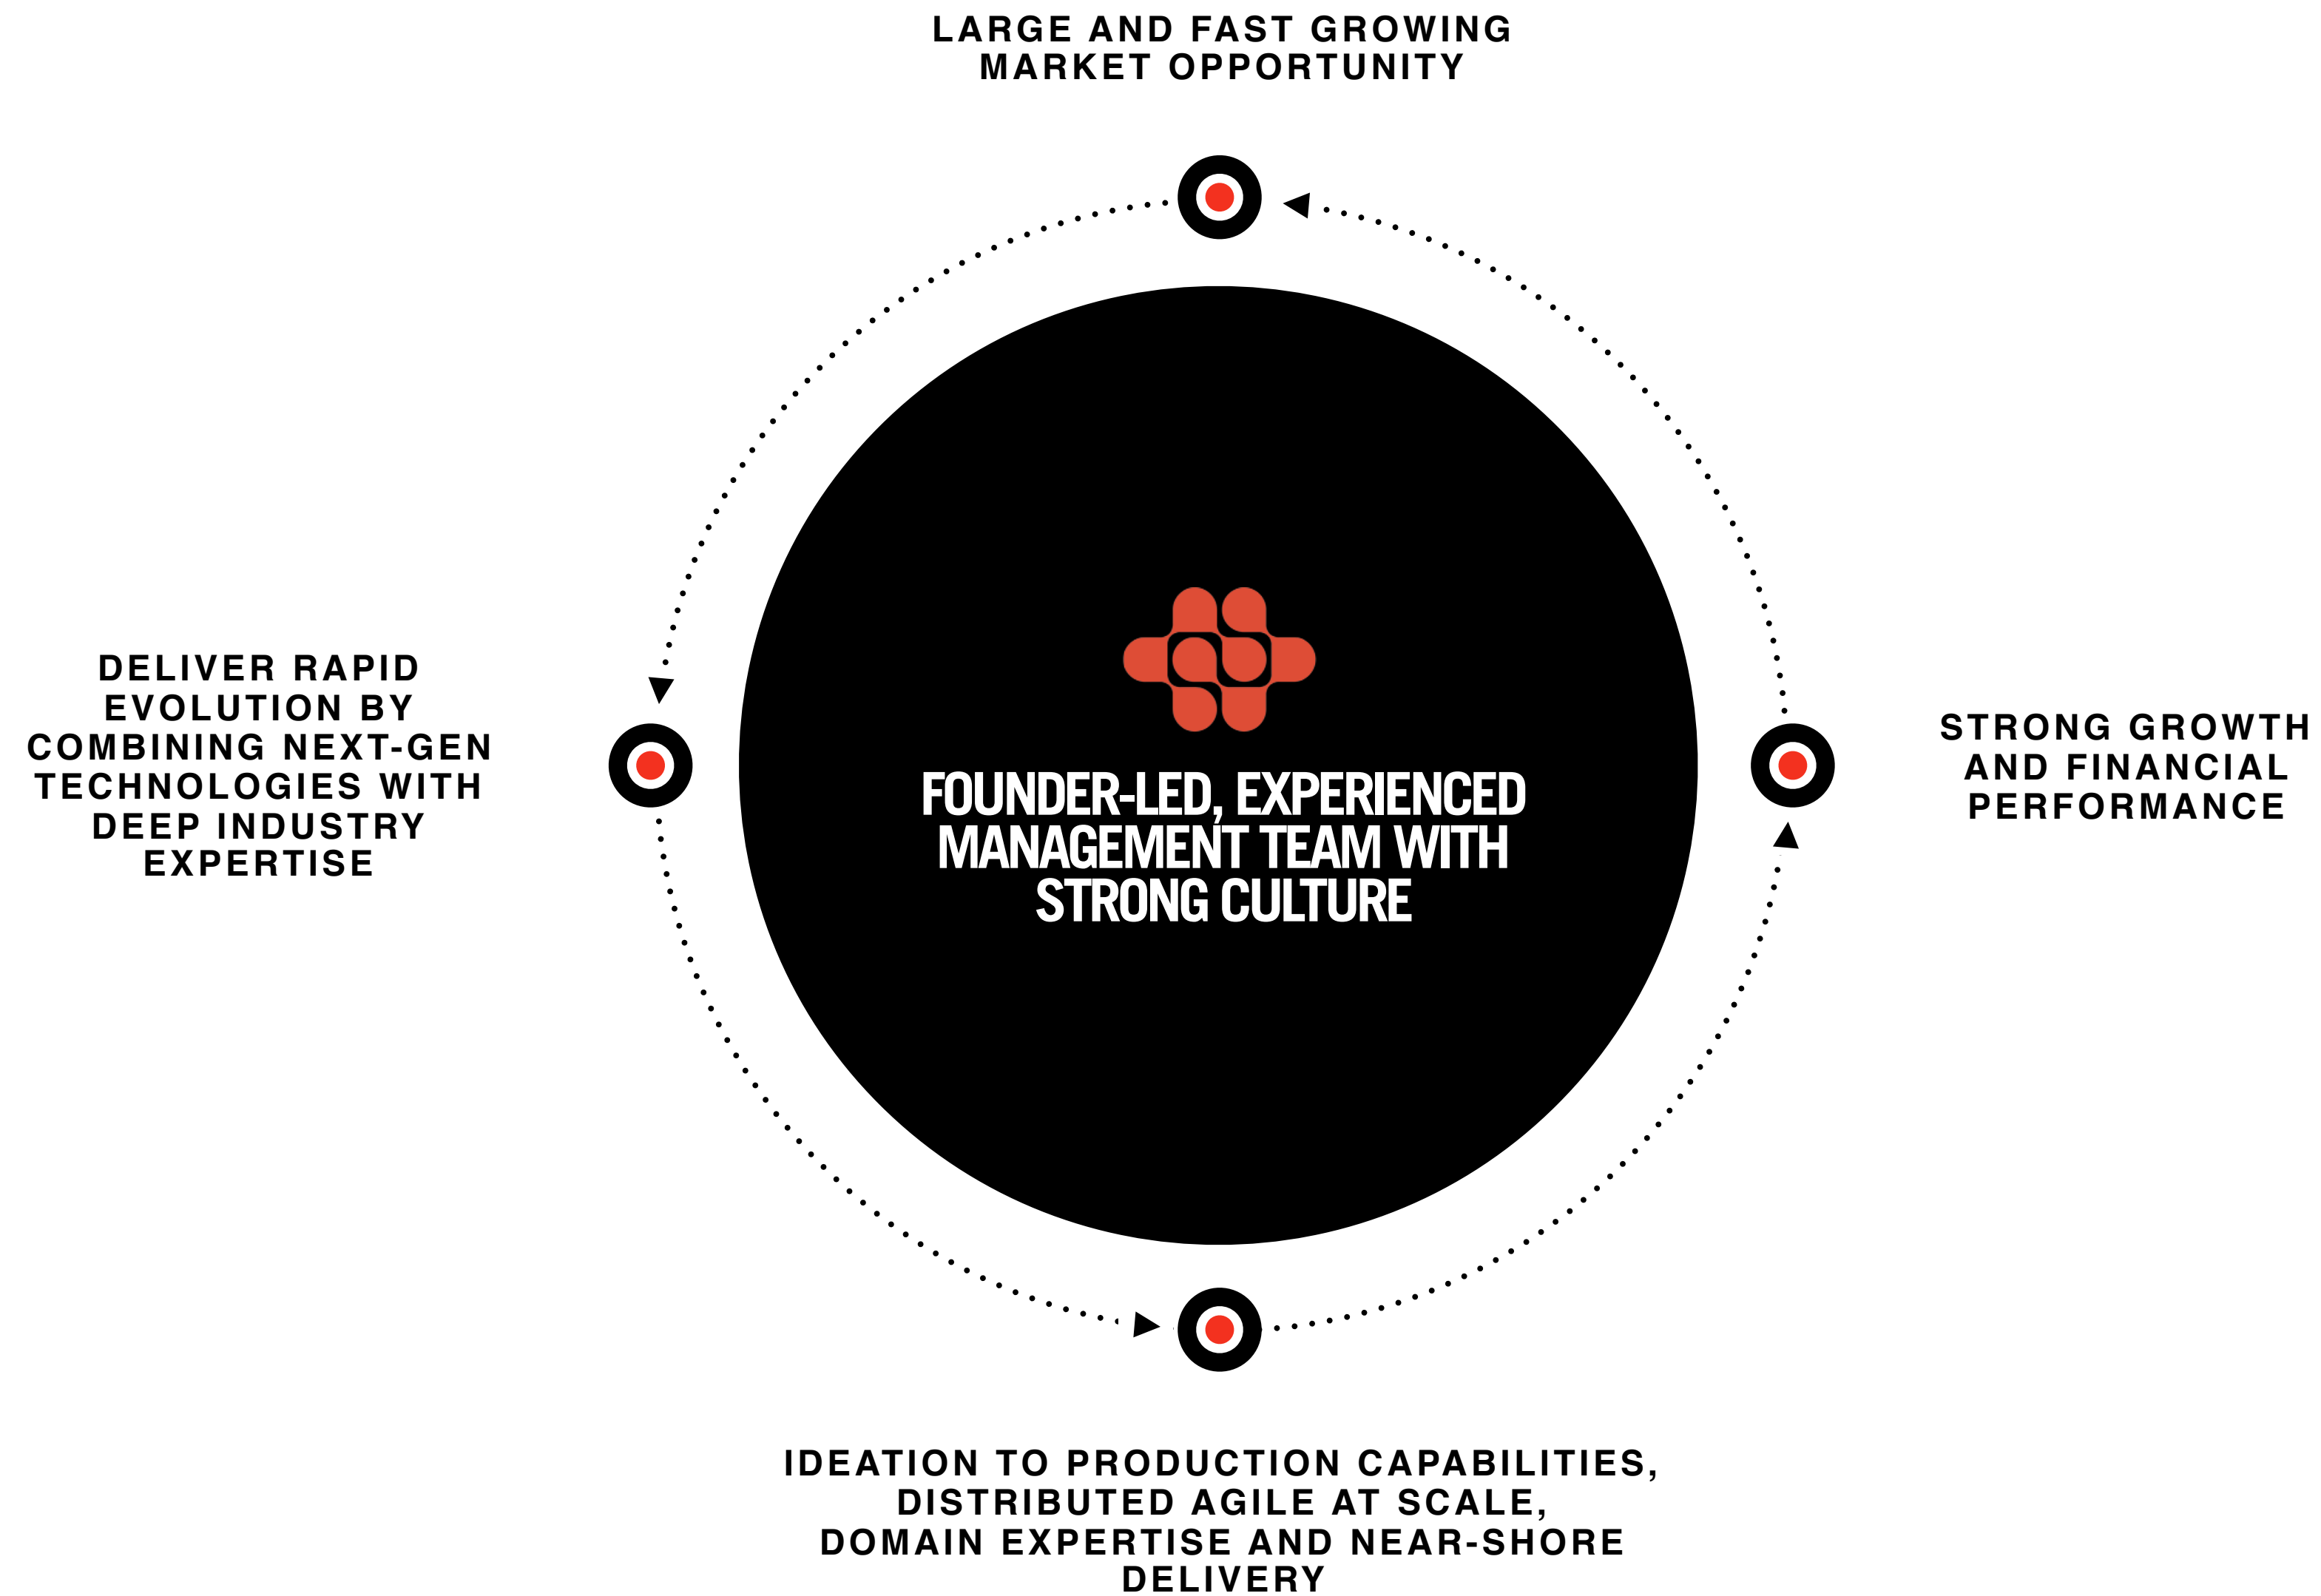 LARGE AND FAST GROWING
MARKET OPPORTUNITY
DELIVER RAPID
EVOLUTION BY
COMBINING NEXT-GEN
TECHNOLOGIES WITH
DEEP INDUSTRY
EXPERTISE
FOUNDER-LED, EXPERIENCED
MANAGEMENT TEAM WITH
STRONG CULTURE
STRONG GROWTH
AND FINANCIAL
PERFORMANCE
IDEATION TO PRODUCTION CAPABILITIES,
DISTRIBUTED AGILE AT SCALE,
DOMAIN EXPERTISE AND NEAR-SHORE
DELIVERY